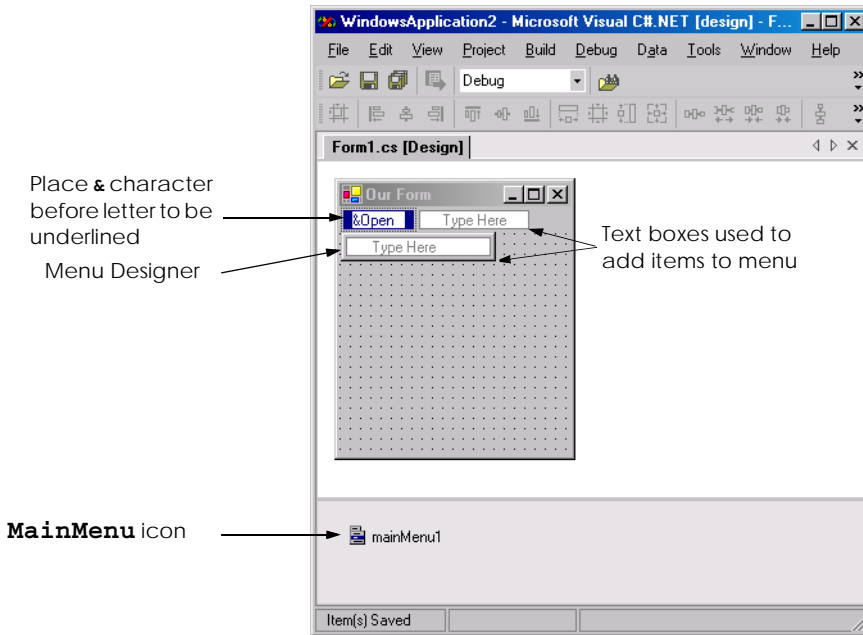 WindowsApplication2 - Microsoft Visual C#.NET [design] - F...
File Edit View Project Build Debug Data Tools Window Help
Debug
Form1.cs [Design]
Our Form
&Open Type Here
Type Here
Place & character
before letter to be
underlined
Menu Designer
Text boxes used to
add items to menu
MainMenu icon
mainMenu1
Item(s) Saved